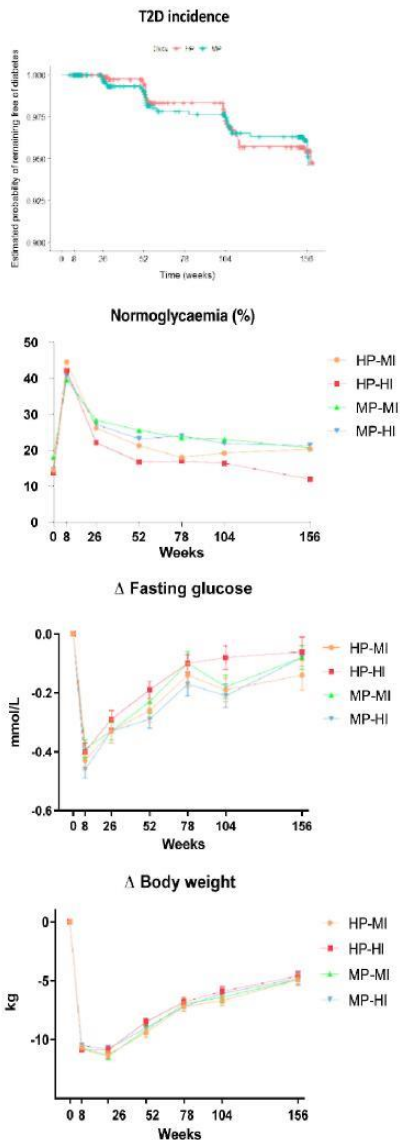 T2D incidence
HP MP
Estimated probability of remaining free of diabetes
1.000
0.975
0.950
0.925
0.900
0 8 26 52 78 104 156
Time (weeks)
Normoglycaemia (%)
50
40
30
20
10
0
0 8 26 52 78 104 156
Weeks
HP-MI
HP-HI
MP-MI
MP-HI
Δ Fasting glucose
mmol/L
0.0
-0.2
-0.4
-0.6
0 8 26 52 78 104 156
Weeks
HP-MI
HP-HI
MP-MI
MP-HI
Δ Body weight
kg
0
-5
-10
0 8 26 52 78 104 156
Weeks
HP-MI
HP-HI
MP-MI
MP-HI